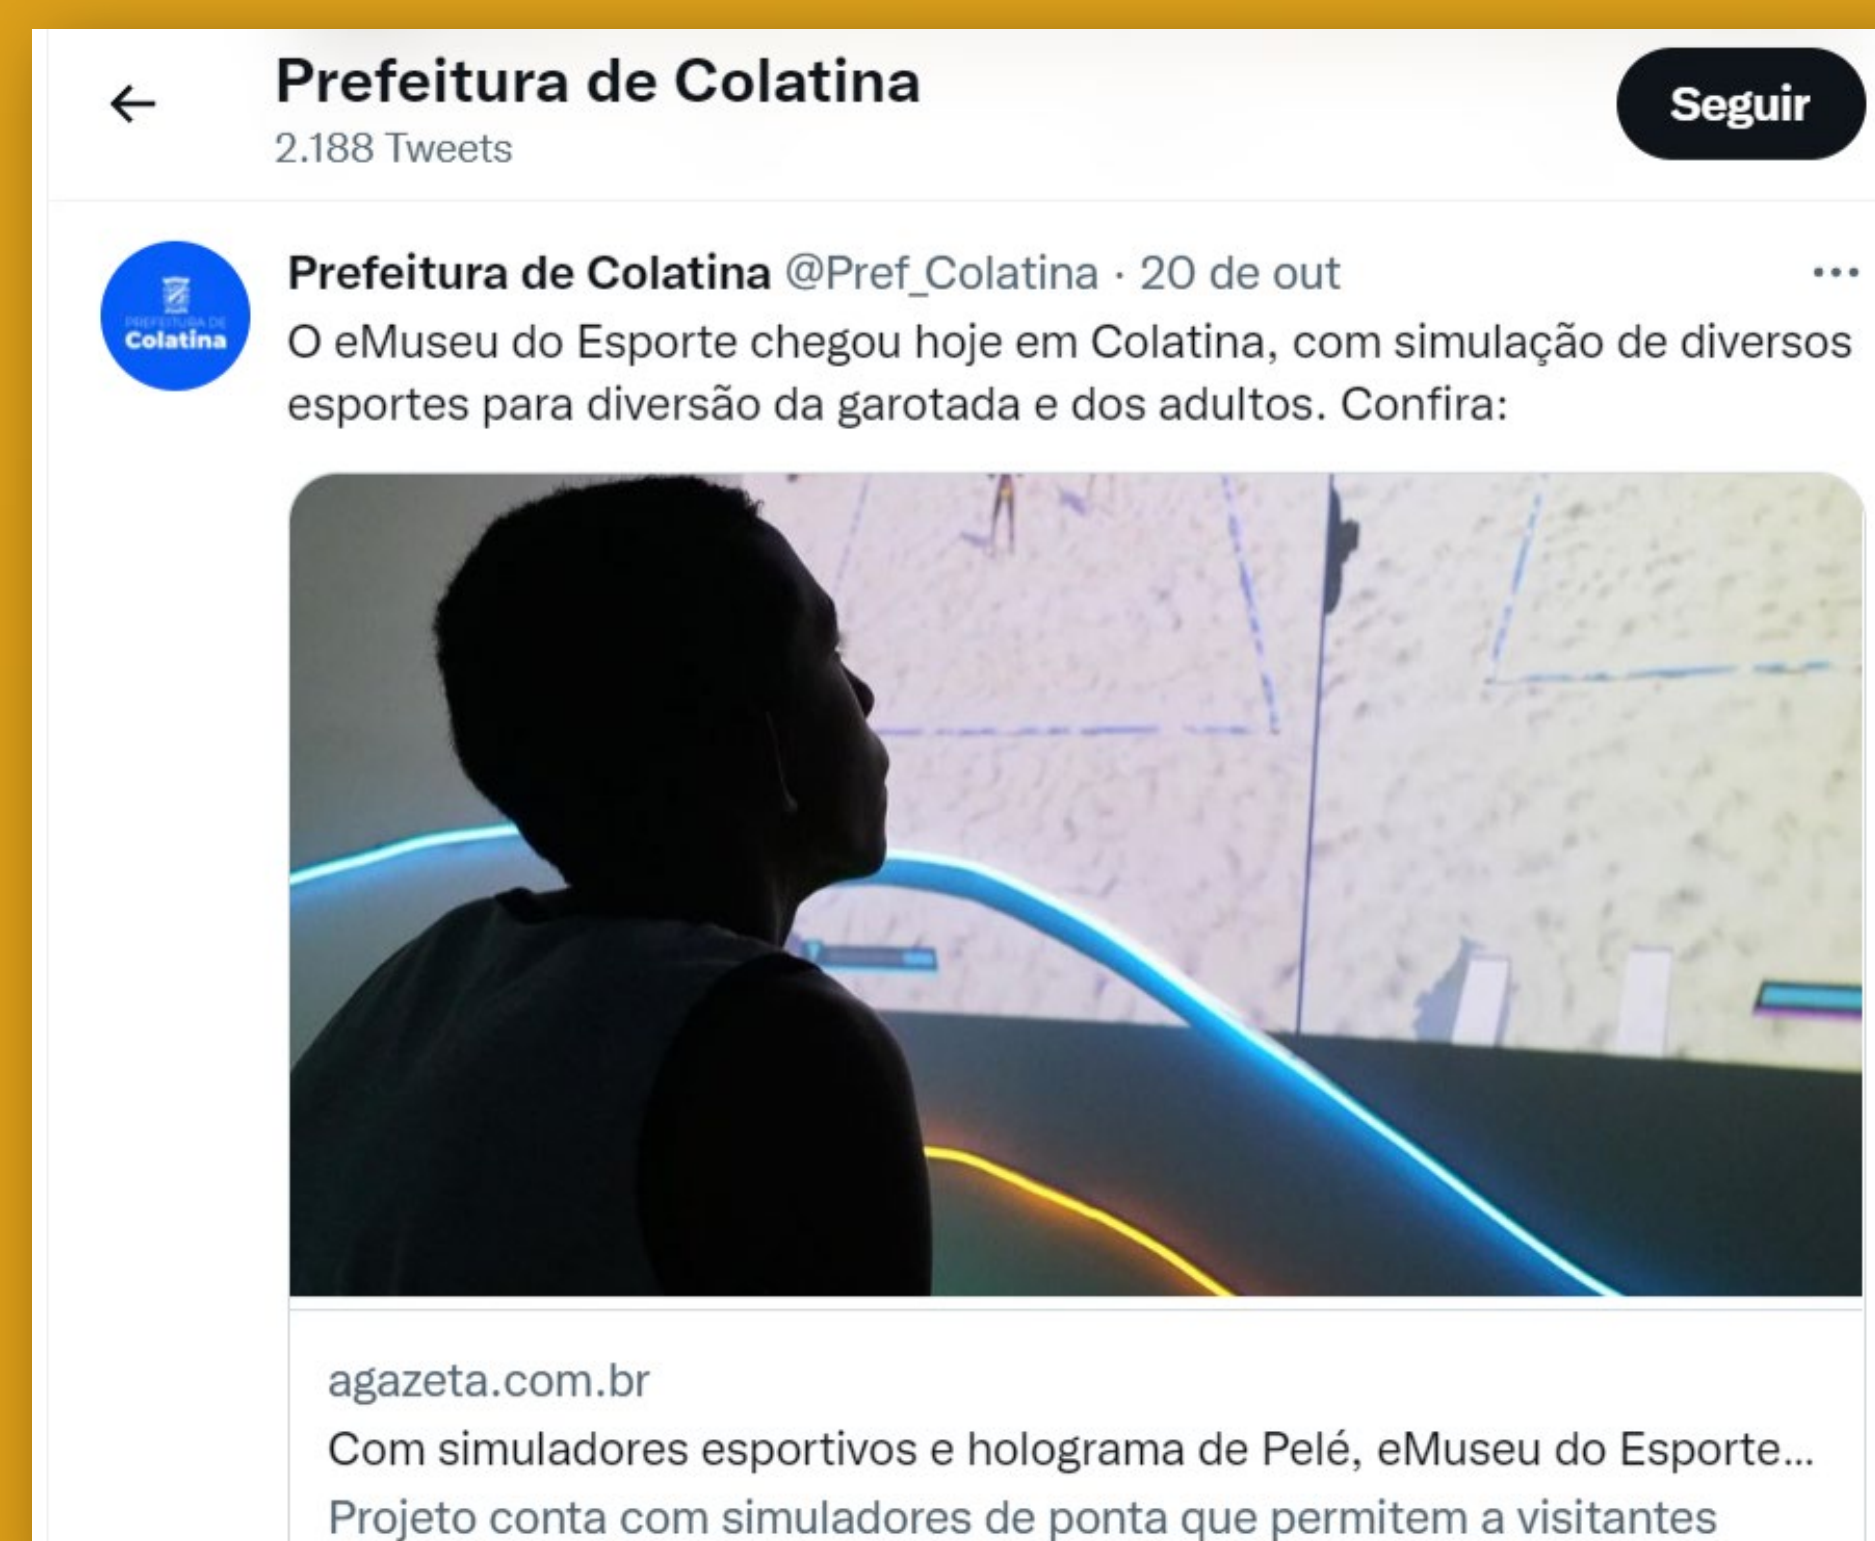 Prefeitura de Colatina
2.188 Tweets
Seguir
Prefeitura de Colatina @Pref_Colatina · 20 de out
PREFEITURA DE
Colatina
O eMuseu do Esporte chegou hoje em Colatina, com simulação de diversos
esportes para diversão da garotada e dos adultos. Confira:
agazeta.com.br
Com simuladores esportivos e holograma de Pelé, eMuseu do Esporte...
Projeto conta com simuladores de ponta que permitem a visitantes